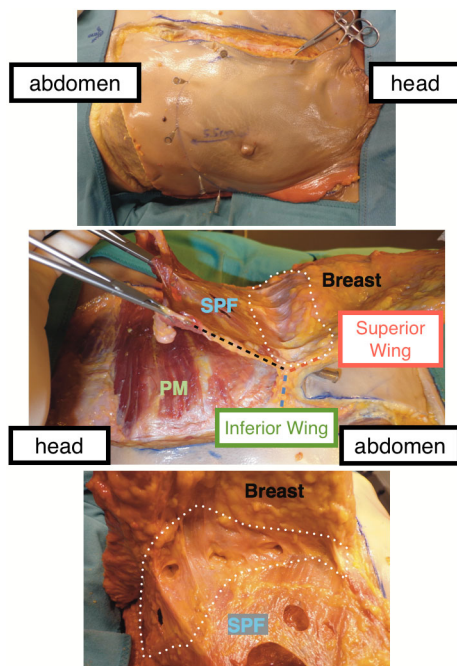 abdomen
head
SPF
Breast
Superior
Wing
PM
Inferior Wing
head
abdomen
Breast
SPF